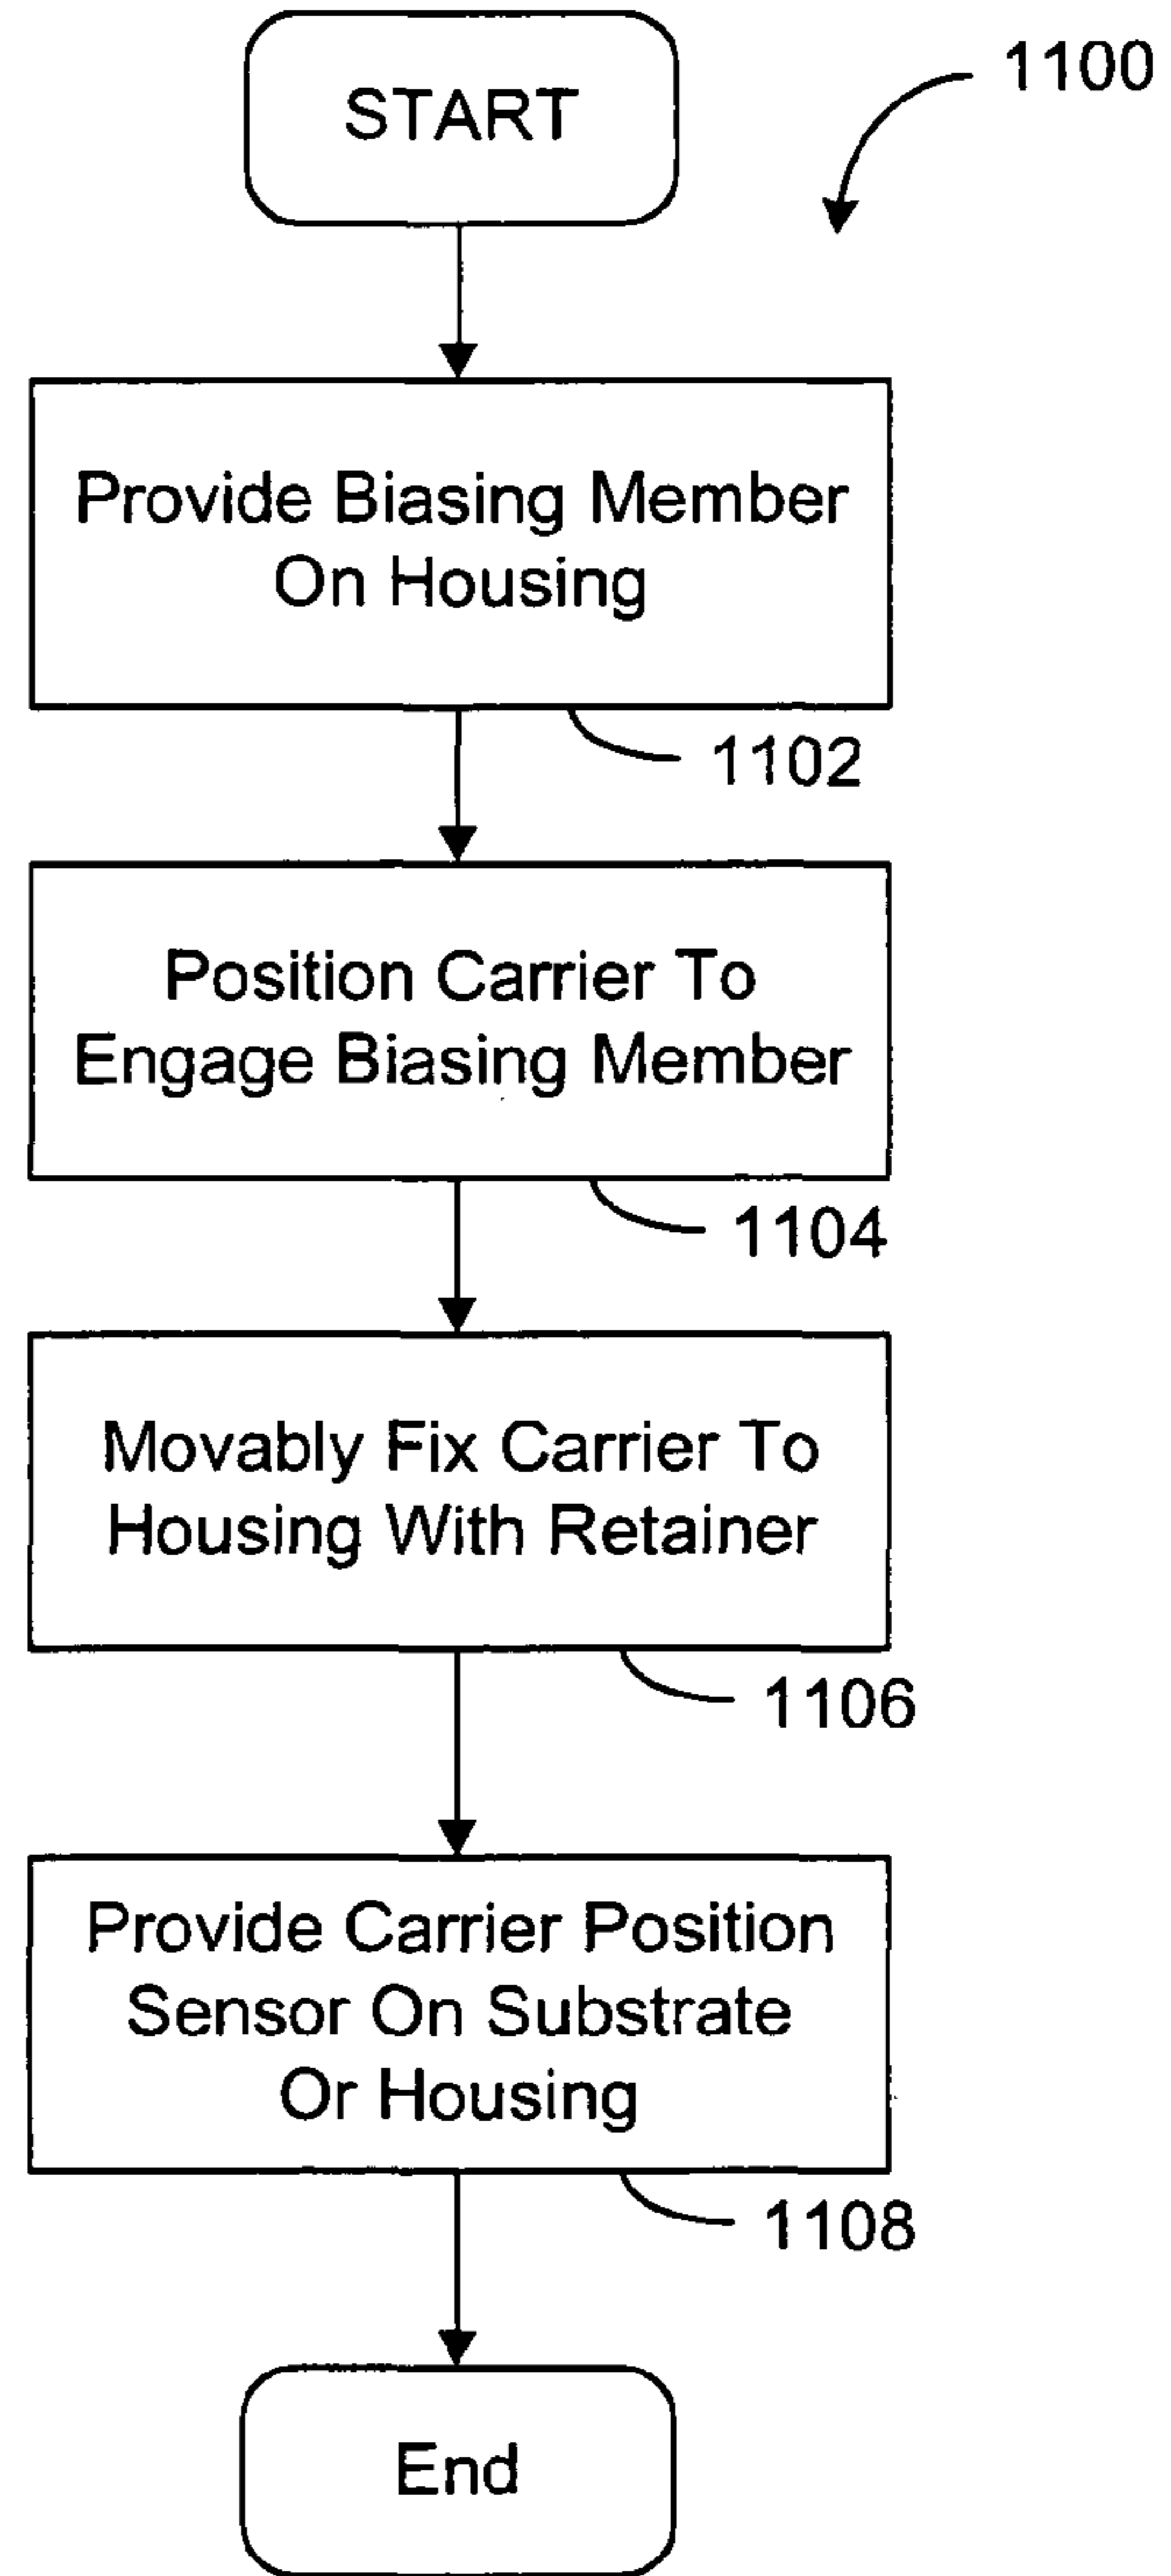 START
1100
Provide Biasing Member
On Housing
1102
Position Carrier To
Engage Biasing Member
1104
Movably Fix Carrier To
Housing With Retainer
1106
Provide Carrier Position
Sensor On Substrate
Or Housing
1108
End